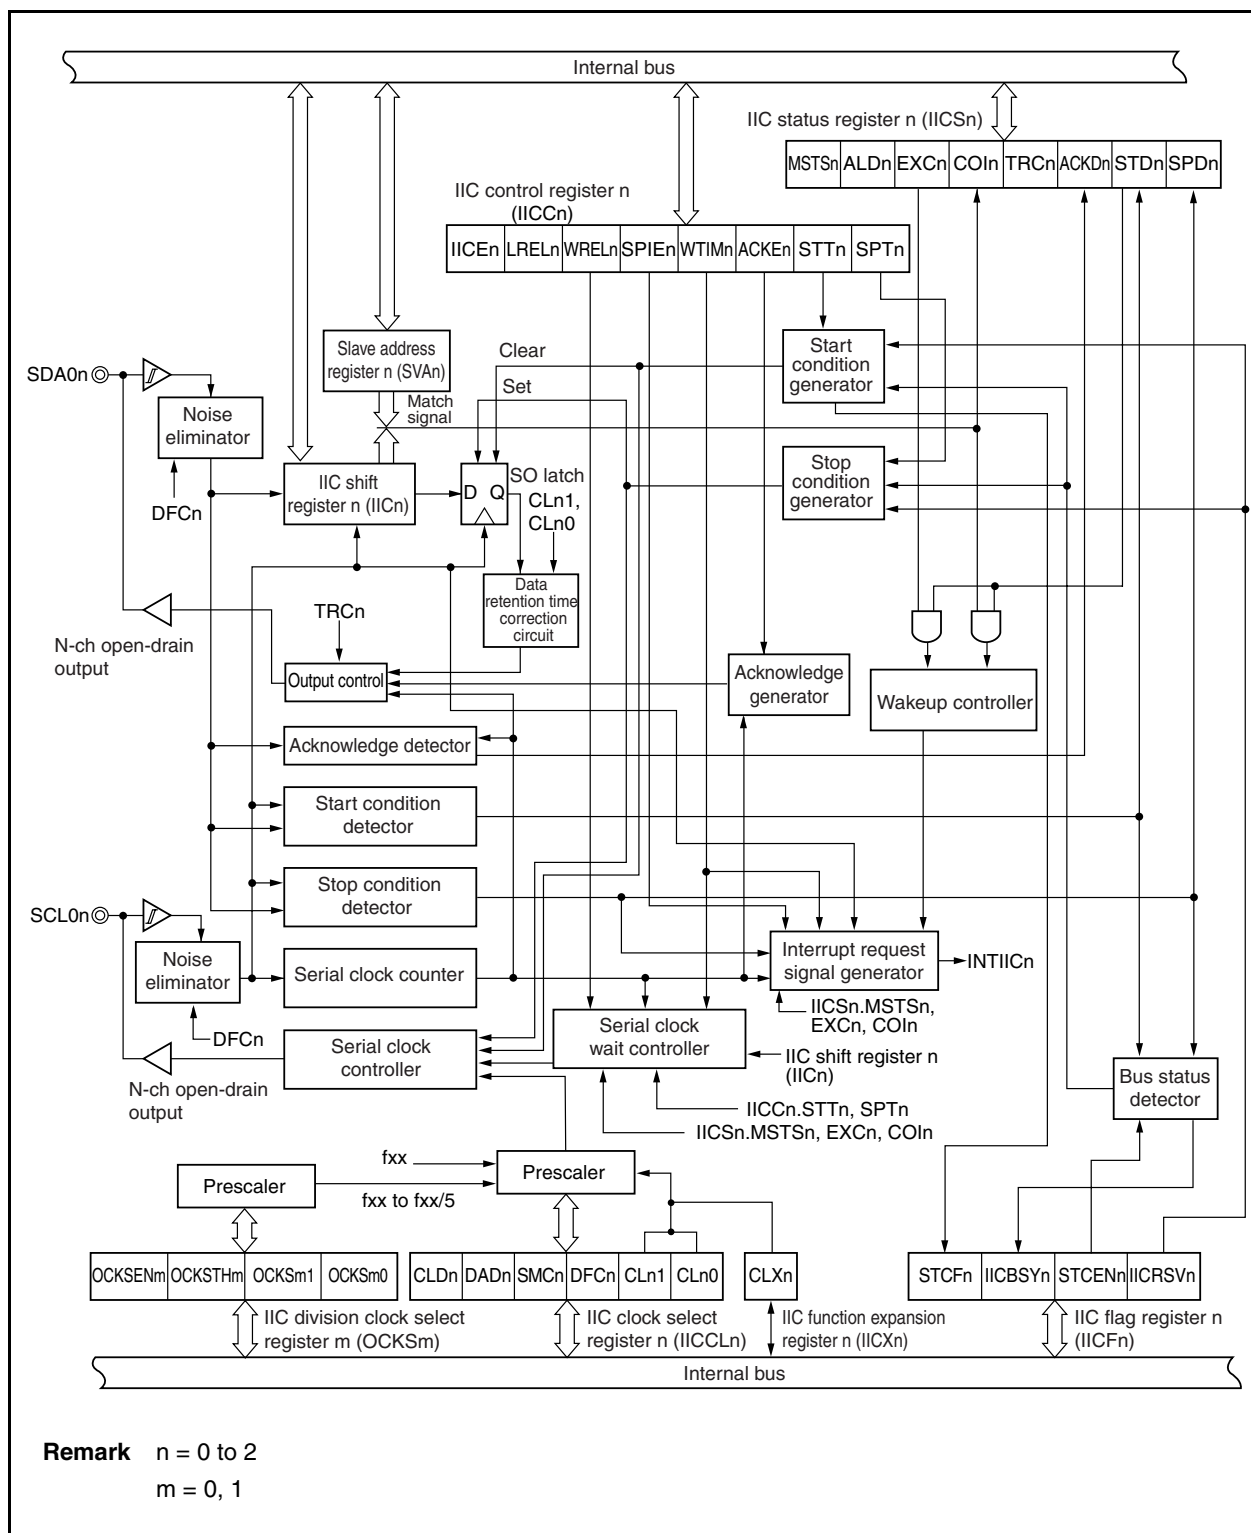 Internal bus
IIC status register n (IICSn)
MSTSn ALDn EXCn COIn TRCn ACKDn STDn SPDn
IIC control register n
(IICCn)
IICEn LRELn WRELn SPIEn WTIMn ACKEn STTn SPTn
Slave address
register n (SVAn)
Clear
Start
condition
generator
SDA0n
Set
Match
signal
Noise
eliminator
DFCn
IIC shift
register n (IICn)
D Q
SO latch
CLn1,
CLn0
Stop
condition
generator
Data
retention time
correction
circuit
TRCn
N-ch open-drain
output
Output control
Acknowledge
generator
Wakeup controller
Acknowledge detector
Start condition
detector
Stop condition
detector
SCL0n
Noise
eliminator
DFCn
Serial clock counter
Interrupt request
signal generator
INTIICn
IICSn.MSTSn,
EXCn, COIn
Serial clock
controller
Serial clock
wait controller
IIC shift register n
(IICn)
N-ch open-drain
output
Bus status
detector
IICCn.STTn, SPTn
IICSn.MSTSn, EXCn, COIn
Prescaler
fxx
fxx to fxx/5
Prescaler
OCKSENm OCKSTHm OCKSm1 OCKSm0
CLDn DADn SMCn DFCn CLn1 CLn0
CLXn
STCFn IICBSYn STCENn IICRSVn
IIC division clock select
register m (OCKSm)
IIC clock select
register n (IICCLn)
IIC function expansion
register n (IICXn)
IIC flag register n
(IICFn)
Internal bus
Remark n = 0 to 2
m = 0, 1